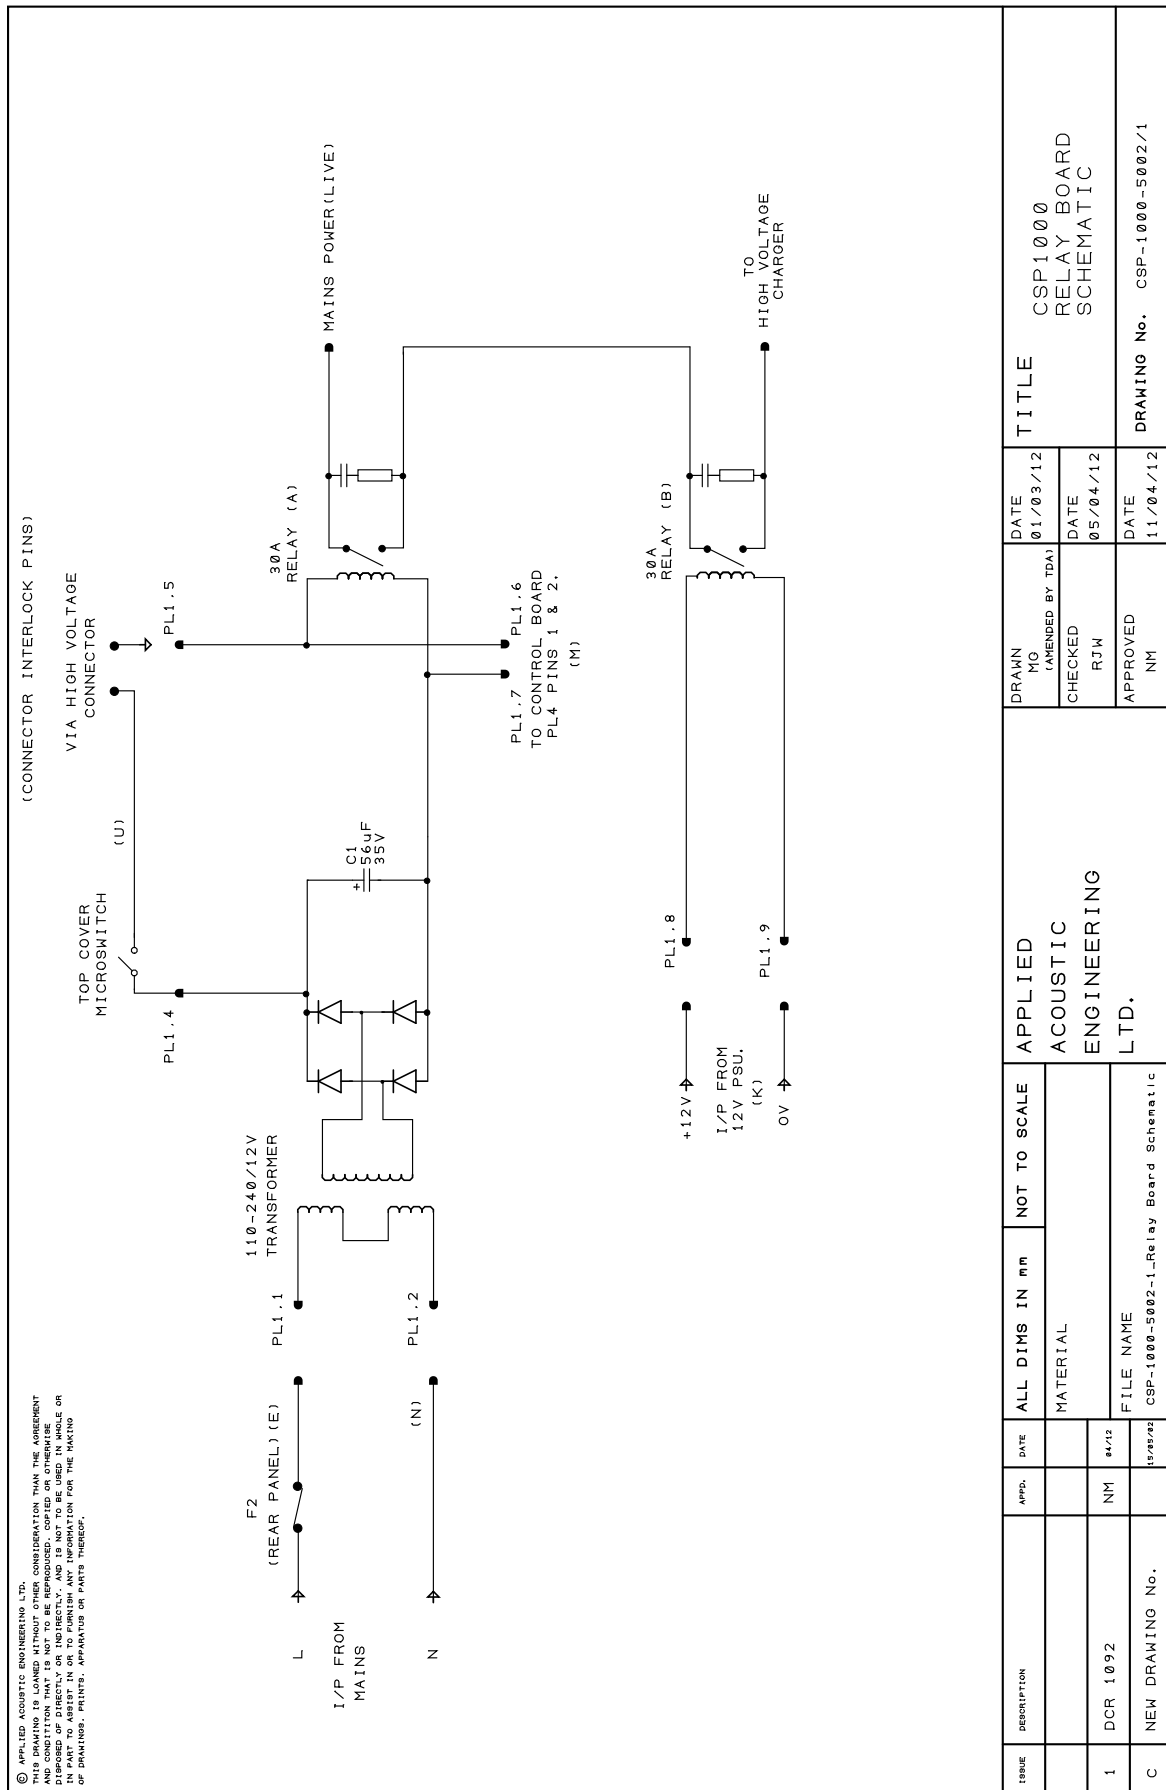 © APPLIED ACOUSTIC ENGINEERING LTD.
THIS DRAWING IS LOANED WITHOUT OTHER CONSIDERATION THAN THE AGREEMENT
AND CONDITITON THAT IS NOT TO BE REPRODUCED. COPIED OR OTHERWISE
DISPOSED OF DIRECTLY OR INDIRECTLY. AND IS NOT TO BE USED IN WHOLE OR
IN PART TO ASSIST IN OR TO FURNISH ANY INFORMATION FOR THE MAKING
OF DRAWINGS. PRINTS. APPARATUS OR PARTS THEREOF.
(CONNECTOR INTERLOCK PINS)
VIA HIGH VOLTAGE
CONNECTOR
(U)
TOP COVER
MICROSWITCH
PL1.4
PL1.5
F2
(REAR PANEL)(E)
L
I/P FROM
MAINS
N
(N)
PL1.1
PL1.2
110-240/12V
TRANSFORMER
+
C1
56uF
35V
30A
RELAY (A)
MAINS POWER(LIVE)
PL1.7
PL1.6
TO CONTROL BOARD
PL4 PINS 1 & 2.
(M)
30A
RELAY (B)
TO
HIGH VOLTAGE
CHARGER
PL1.8
PL1.9
+12V
I/P FROM
12V PSU.
(K)
0V
ISSUE
DESCRIPTION
APPD.
DATE
1
DCR 1092
NM
04/12
C
NEW DRAWING No.
15/05/02
ALL DIMS IN mm
NOT TO SCALE
MATERIAL
FILE NAME
CSP-1000-5002-1_Relay Board Schematic
APPLIED
ACOUSTIC
ENGINEERING
LTD.
DRAWN
MG
(AMENDED BY TDA)
DATE
01/03/12
CHECKED
RJW
DATE
05/04/12
APPROVED
NM
DATE
11/04/12
TITLE
CSP1000
RELAY BOARD
SCHEMATIC
DRAWING No. CSP-1000-5002/1